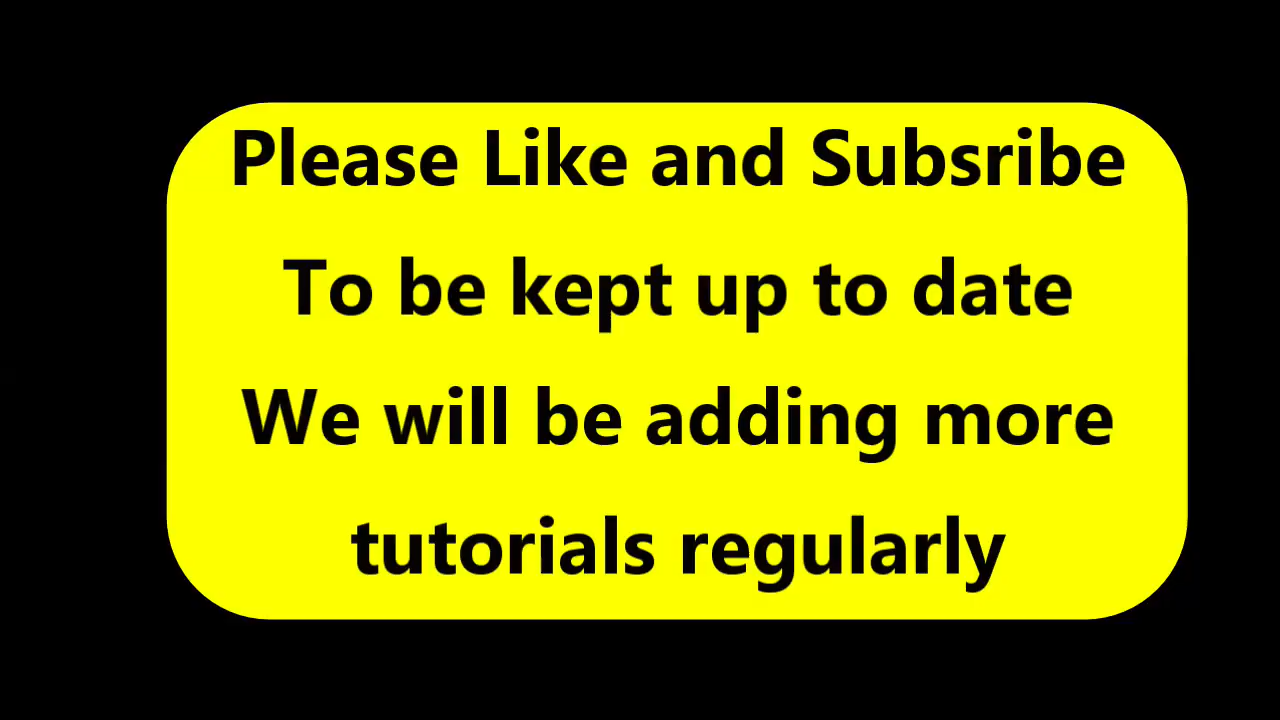 Please Like and Subsribe
To be kept up to date
We will be adding more
tutorials regularly